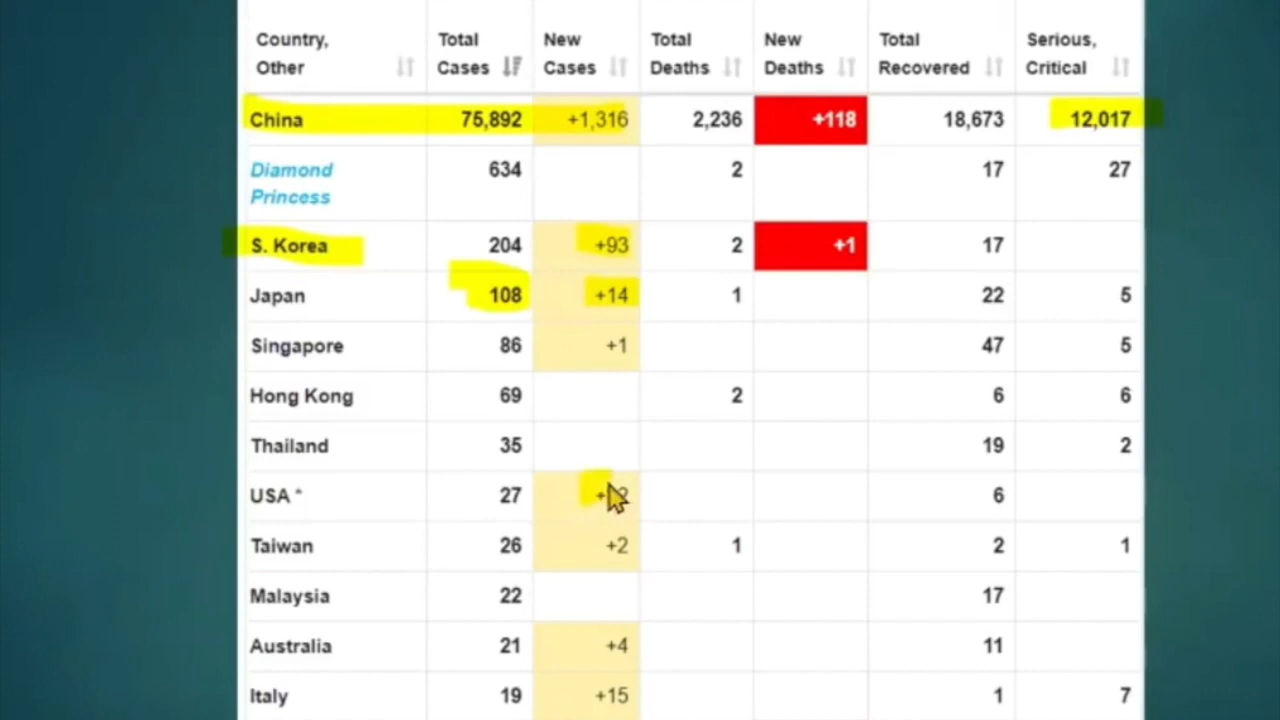 Country, Other Total Cases New Cases Total Deaths New Deaths Total Recovered Serious, Critical
China 75,892 +1,316 2,236 +118 18,673 12,017
Diamond Princess 634 2 17 27
S. Korea 204 +93 2 +1 17
Japan 108 +14 1 22 5
Singapore 86 +1 47 5
Hong Kong 69 2 6 6
Thailand 35 19 2
USA * 27 6
Taiwan 26 +2 1 2 1
Malaysia 22 17
Australia 21 +4 11
Italy 19 +15 1 7